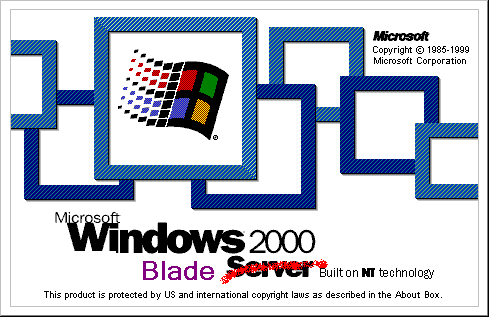 Microsoft
Copyright © 1985-1999
Microsoft Corporation
Microsoft
Windows 2000
Blade Server Built on NT technology
This product is protected by US and international copyright laws as described in the About Box.